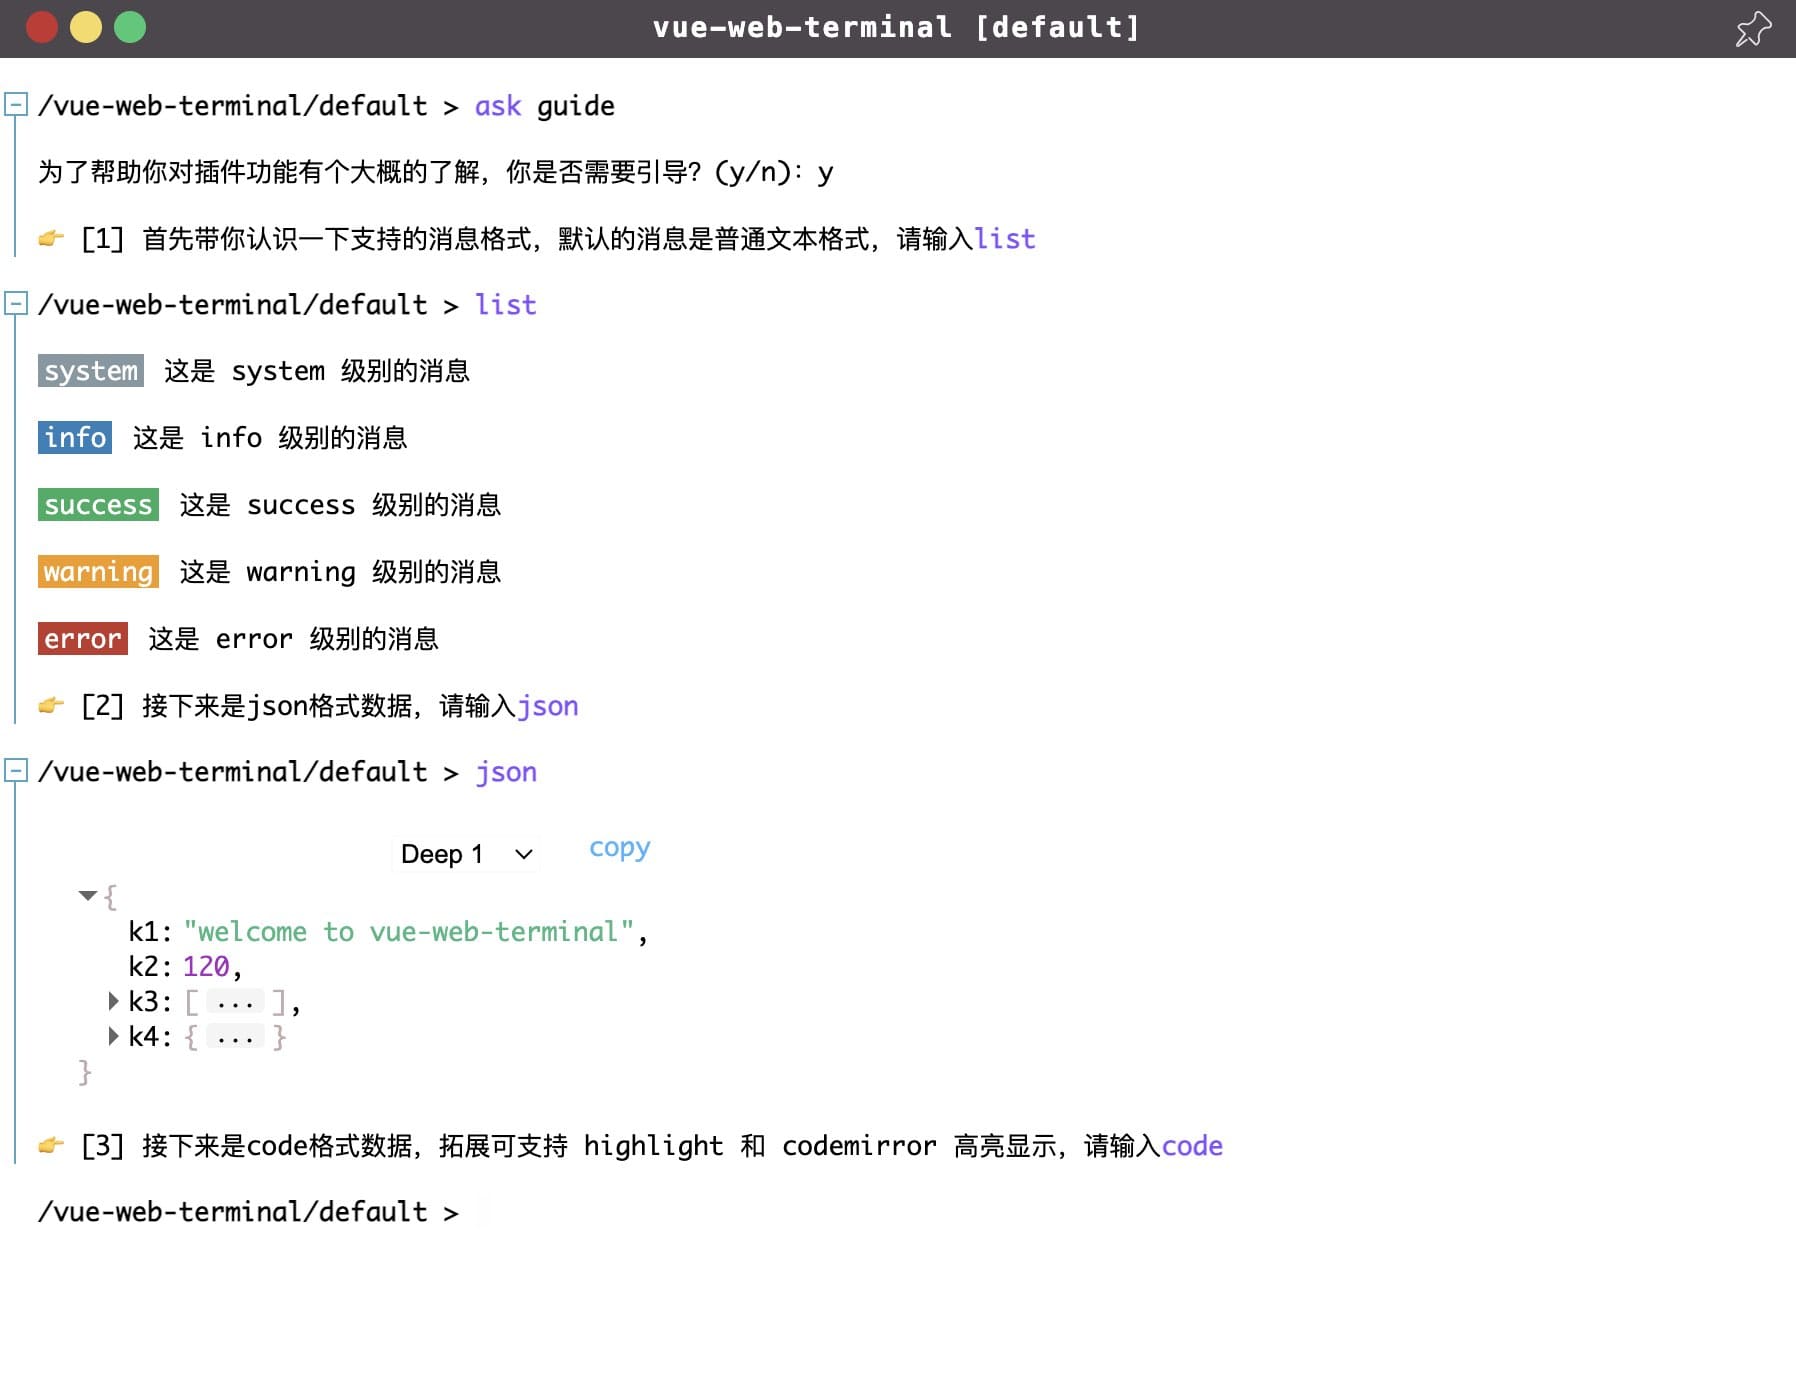 vue-web-terminal [default]
/vue-web-terminal/default > ask guide
为了帮助你对插件功能有个大概的了解，你是否需要引导？(y/n)：y
👉 [1] 首先带你认识一下支持的消息格式，默认的消息是普通文本格式，请输入list
/vue-web-terminal/default > list
system 这是 system 级别的消息
info 这是 info 级别的消息
success 这是 success 级别的消息
warning 这是 warning 级别的消息
error 这是 error 级别的消息
👉 [2] 接下来是json格式数据，请输入json
/vue-web-terminal/default > json
Deep 1 copy
{
k1: "welcome to vue-web-terminal",
k2: 120,
k3: [ ... ],
k4: { ... }
}
👉 [3] 接下来是code格式数据，拓展可支持 highlight 和 codemirror 高亮显示，请输入code
/vue-web-terminal/default >